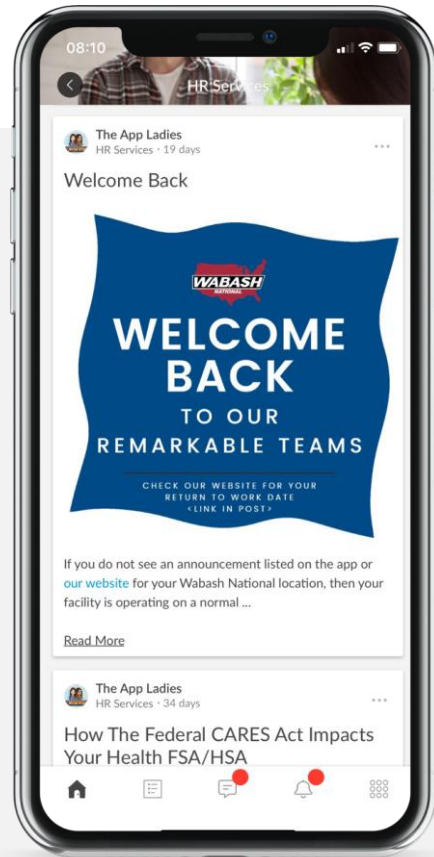 08:10
HR Services
The App Ladies
HR Services · 19 days
Welcome Back
WABASH
NATIONAL
WELCOME
BACK
TO OUR
REMARKABLE TEAMS
CHECK OUR WEBSITE FOR YOUR
RETURN TO WORK DATE
<LINK IN POST>
If you do not see an announcement listed on the app or
our website for your Wabash National location, then your
facility is operating on a normal ...
Read More
The App Ladies
HR Services · 34 days
How The Federal CARES Act Impacts
Your Health FSA/HSA